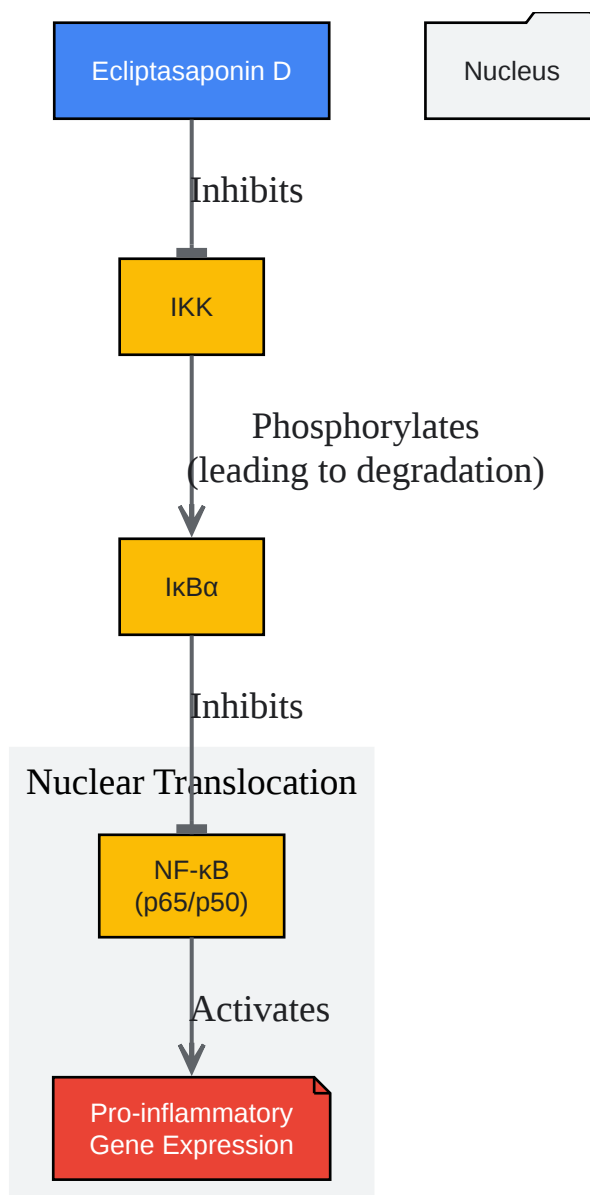 Ecliptasaponin D
Nucleus
Inhibits
IKK
Phosphorylates
(leading to degradation)
IκBα
Inhibits
Nuclear Translocation
NF-κB
(p65/p50)
Activates
Pro-inflammatory
Gene Expression